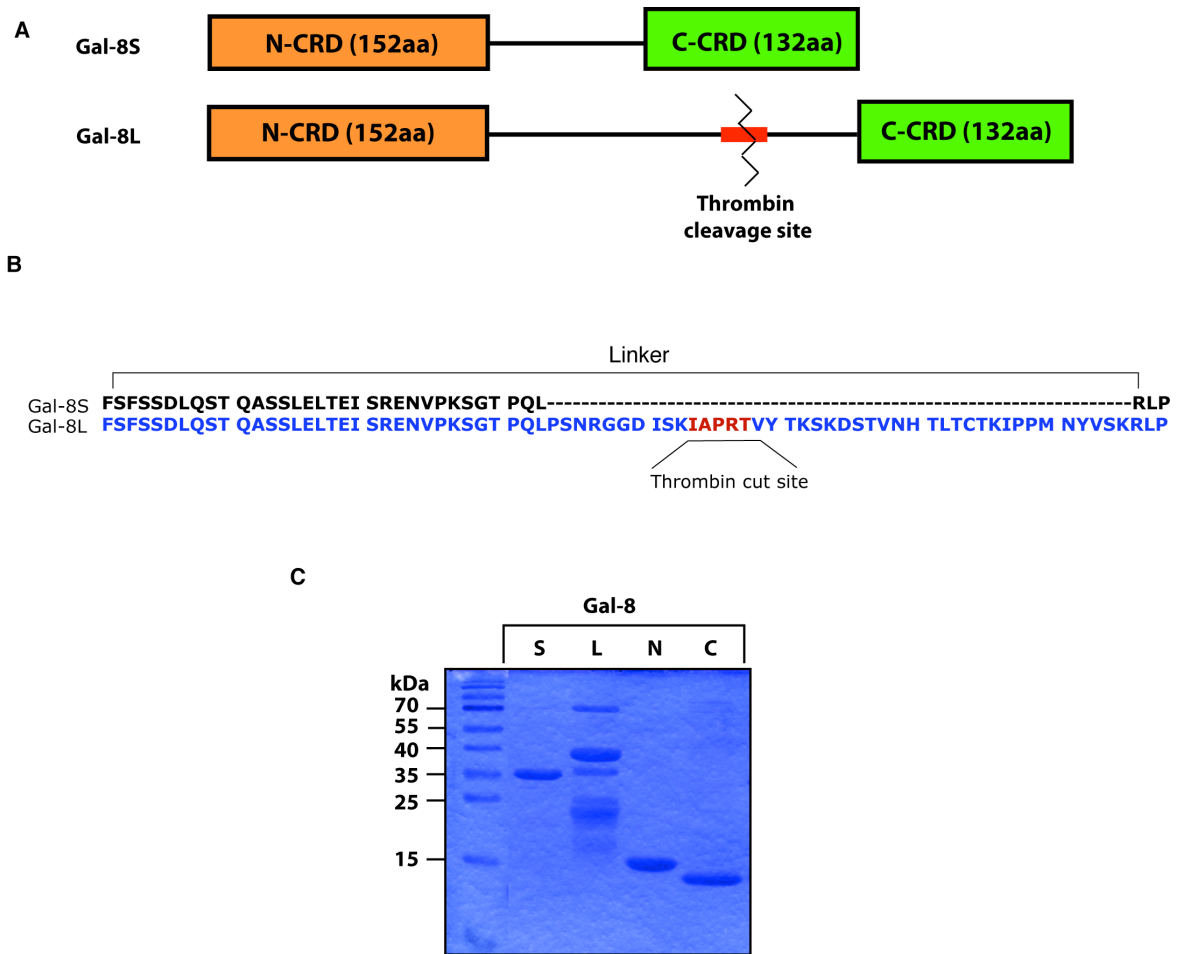 A
Gal-8S
N-CRD (152aa)
C-CRD (132aa)
Gal-8L
N-CRD (152aa)
C-CRD (132aa)
Thrombin
cleavage site
B
Linker
Gal-8S FSFSSDLQST QASSLELTEI SRENVPKSGT PQL-----------------------------------------------------RLP
Gal-8L FSFSSDLQST QASSLELTEI SRENVPKSGT PQLPSNRGGD ISKIAPRTVY TKSKDSTVNH TLTCTKIPPM NYVSKRLP
Thrombin cut site
C
Gal-8
S L N C
kDa
70
55
40
35
25
15